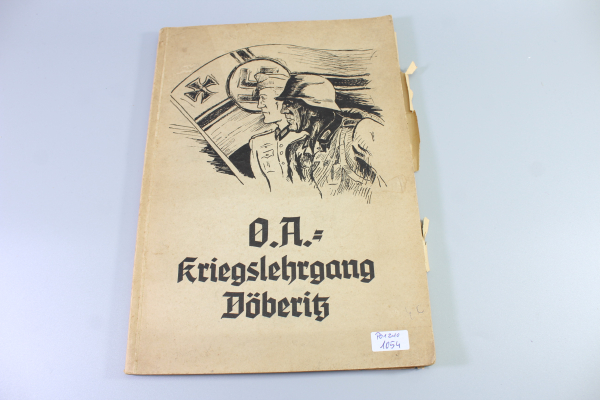 O.A.=
Kriegslehrgang
Döberitz
1054